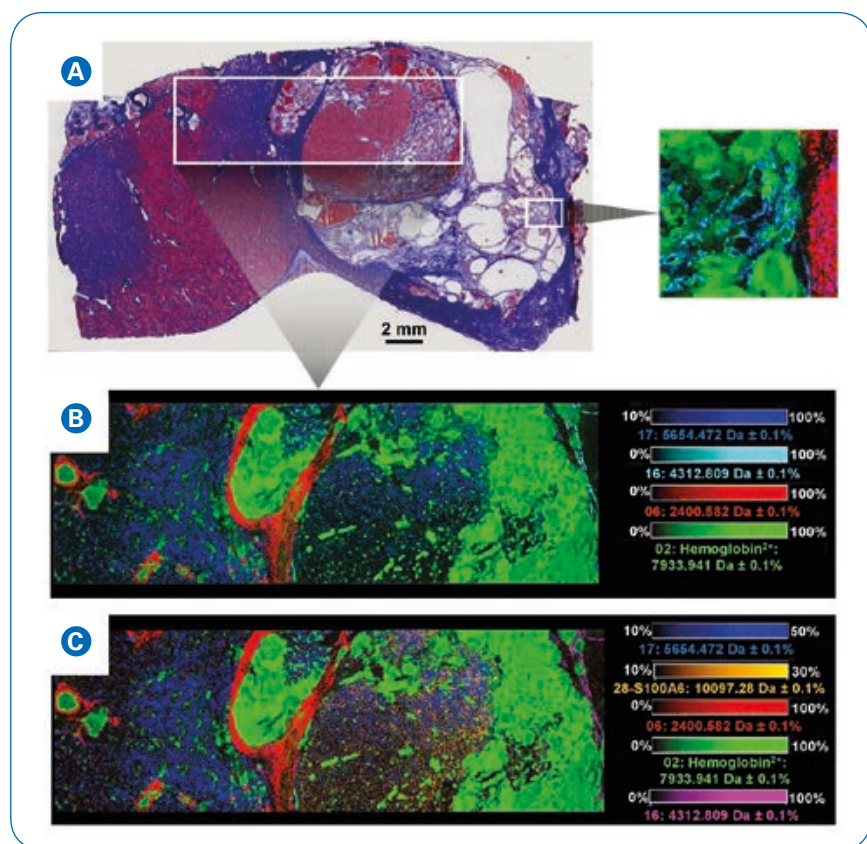 A
2 mm
B
10% 100%
17: 5654.472 Da ± 0.1%
0% 100%
16: 4312.809 Da ± 0.1%
0% 100%
06: 2400.582 Da ± 0.1%
0% 100%
02: Hemoglobin²⁺:
7933.941 Da ± 0.1%
C
10% 50%
17: 5654.472 Da ± 0.1%
10% 30%
28-S100A6: 10097.28 Da ± 0.1%
0% 100%
06: 2400.582 Da ± 0.1%
0% 100%
02: Hemoglobin²⁺:
7933.941 Da ± 0.1%
0% 100%
16: 4312.809 Da ± 0.1%